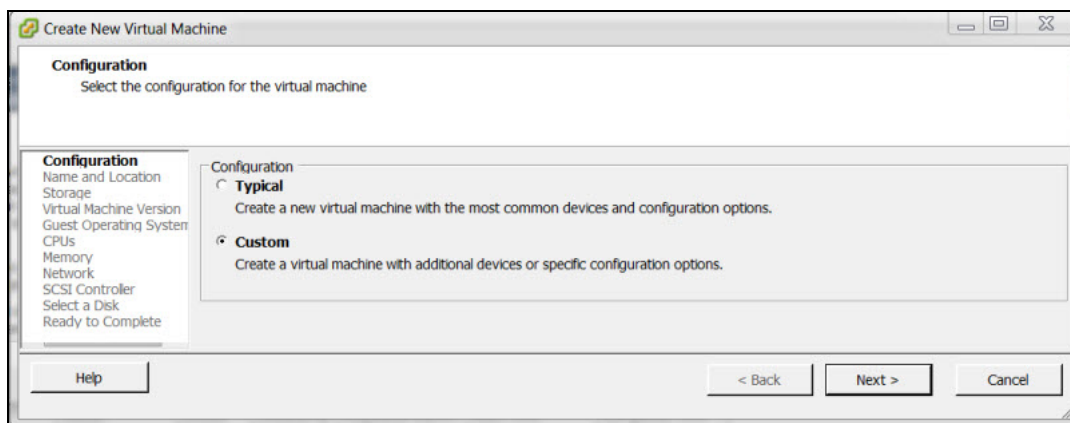 Create New Virtual Machine
Configuration
Select the configuration for the virtual machine
Configuration
Name and Location
Storage
Virtual Machine Version
Guest Operating System
CPUs
Memory
Network
SCSI Controller
Select a Disk
Ready to Complete
Configuration
Typical
Create a new virtual machine with the most common devices and configuration options.
Custom
Create a virtual machine with additional devices or specific configuration options.
Help
< Back
Next >
Cancel